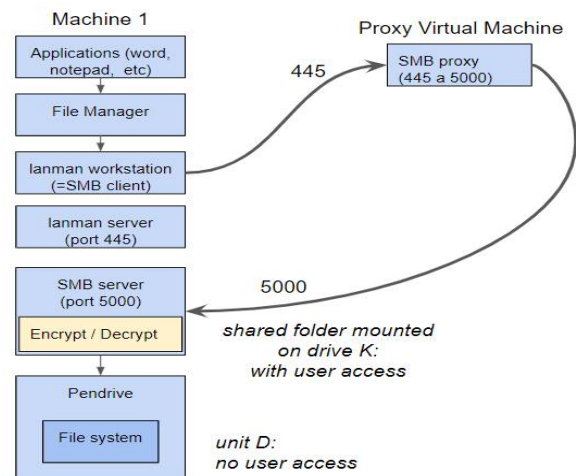 Machine 1
Proxy Virtual Machine
Applications (word,
notepad, etc)
File Manager
lanman workstation
(=SMB client)
lanman server
(port 445)
SMB server
(port 5000)
Encrypt / Decrypt
Pendrive
File system
445
SMB proxy
(445 a 5000)
5000
shared folder mounted
on drive K:
with user access
unit D:
no user access